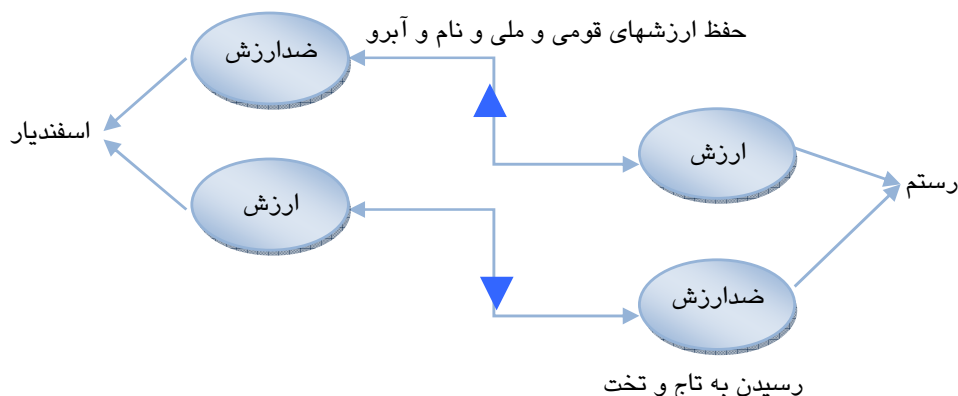 حفظ ارزشهای قومی و ملی و نام و آبرو
ضدارزش
اسفندیار
ارزش
رستم
ارزش
ضدارزش
رسیدن به تاج و تخت